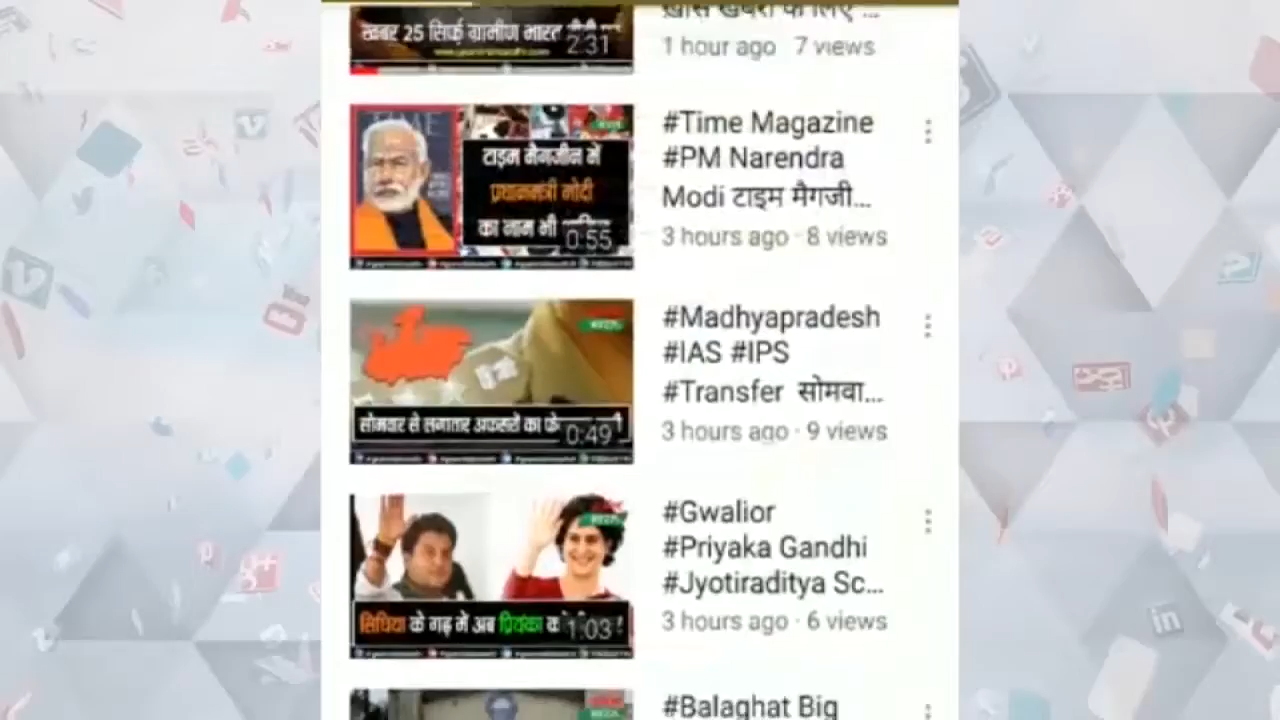 खबर 25 सिर्फ ग्रामीण भारत
2:31
ख़ास खबरों के लिए ...
1 hour ago · 7 views
TIME
टाइम मैगजीन में
प्रधानमन्त्री मोदी
का नाम भी
0:55
#Time Magazine
#PM Narendra
Modi टाइम मैगजी...
3 hours ago · 8 views
सोमवार से लगातार अफसरों का फे
0:49
#Madhyapradesh
#IAS #IPS
#Transfer सोमवा...
3 hours ago · 9 views
सिंधिया के गढ़ में अब प्रियंका क
1:03
#Gwalior
#Priyaka Gandhi
#Jyotiraditya Sc...
3 hours ago · 6 views
#Balaghat Big